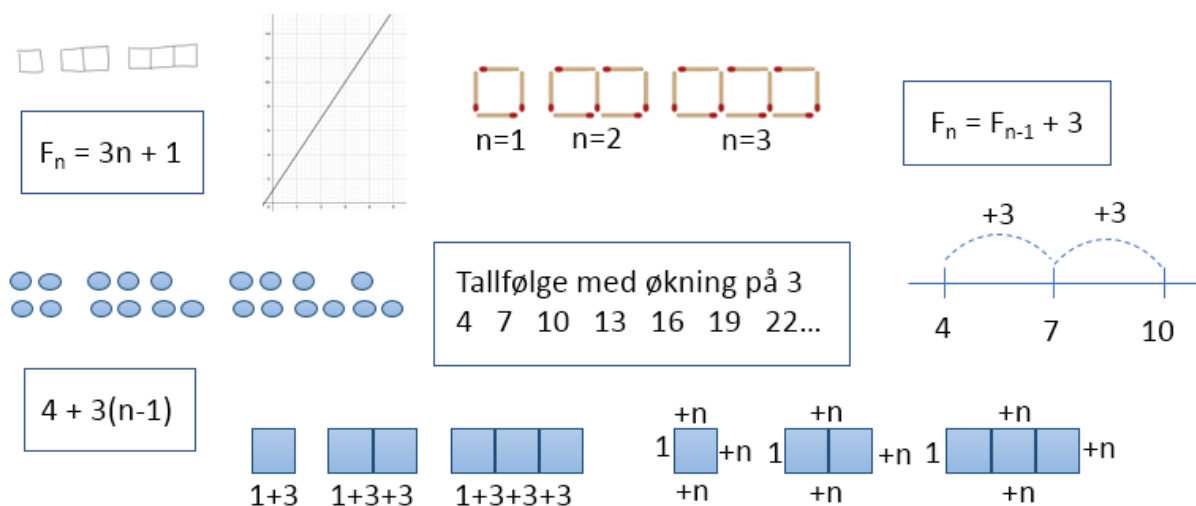 Fn = 3n + 1
n=1 n=2 n=3
Fn = Fn-1 + 3
+3 +3
4 7 10
Tallfølge med økning på 3
4 7 10 13 16 19 22...
4 + 3(n-1)
1+3 1+3+3 1+3+3+3
+n +n +n
1 +n 1 +n 1 +n
+n +n +n